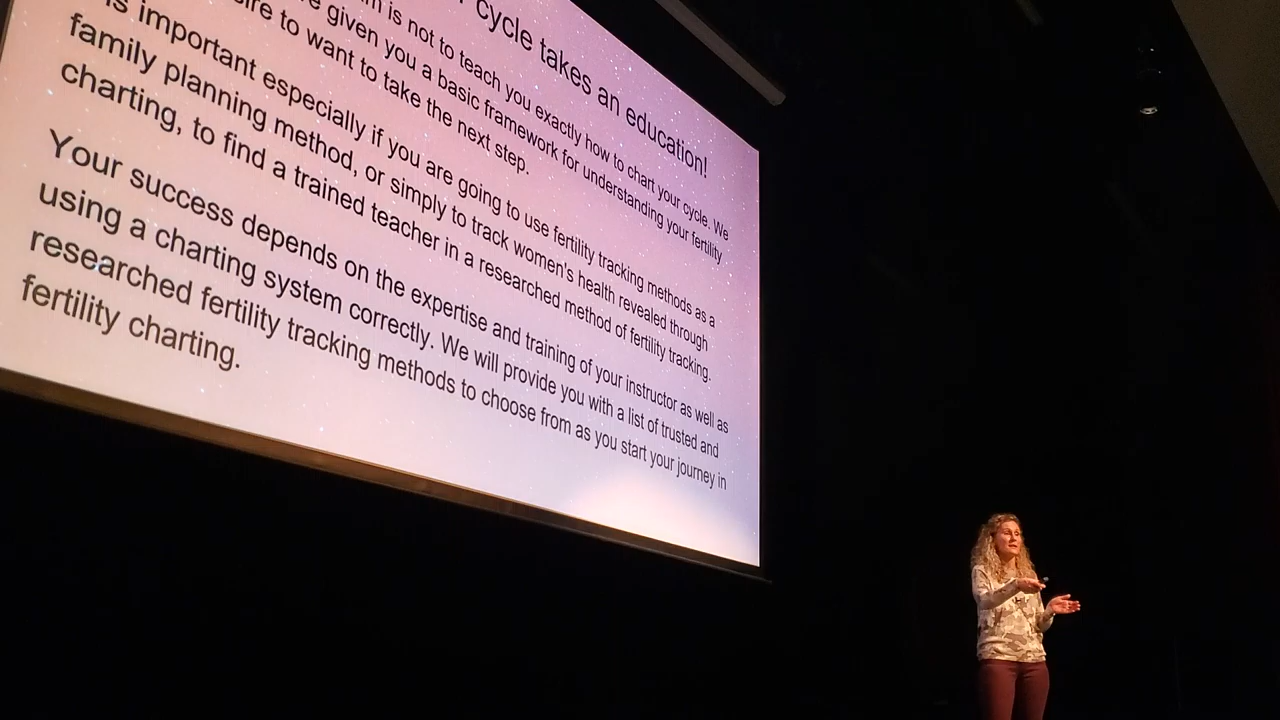 cycle takes an education!
is not to teach you exactly how to chart your cycle. We
given you a basic framework for understanding your fertility
to want to take the next step.
is important especially if you are going to use fertility tracking methods as a
family planning method, or simply to track women's health revealed through
charting, to find a trained teacher in a researched method of fertility tracking.
Your success depends on the expertise and training of your instructor as well as
using a charting system correctly. We will provide you with a list of trusted and
researched fertility tracking methods to choose from as you start your journey in
fertility charting.